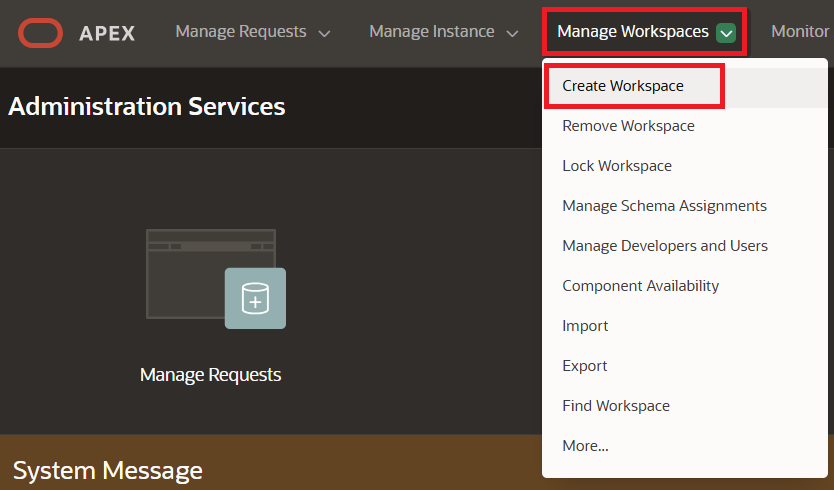 APEX Manage Requests Manage Instance Manage Workspaces Monitor
Administration Services
Create Workspace
Remove Workspace
Lock Workspace
Manage Schema Assignments
Manage Developers and Users
Component Availability
Import
Export
Find Workspace
More...
Manage Requests
System Message